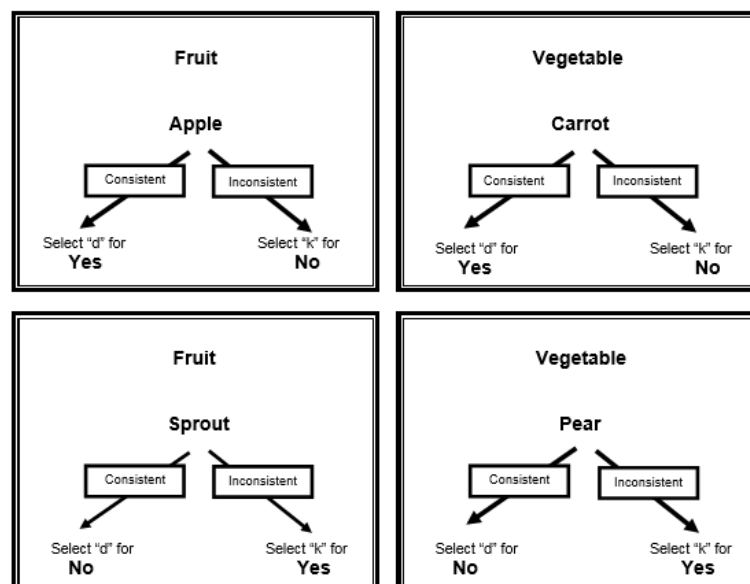 Fruit
Apple
Consistent Inconsistent
Select “d” for Select “k” for
Yes No
Vegetable
Carrot
Consistent Inconsistent
Select “d” for Select “k” for
Yes No
Fruit
Sprout
Consistent Inconsistent
Select “d” for Select “k” for
No Yes
Vegetable
Pear
Consistent Inconsistent
Select “d” for Select “k” for
No Yes